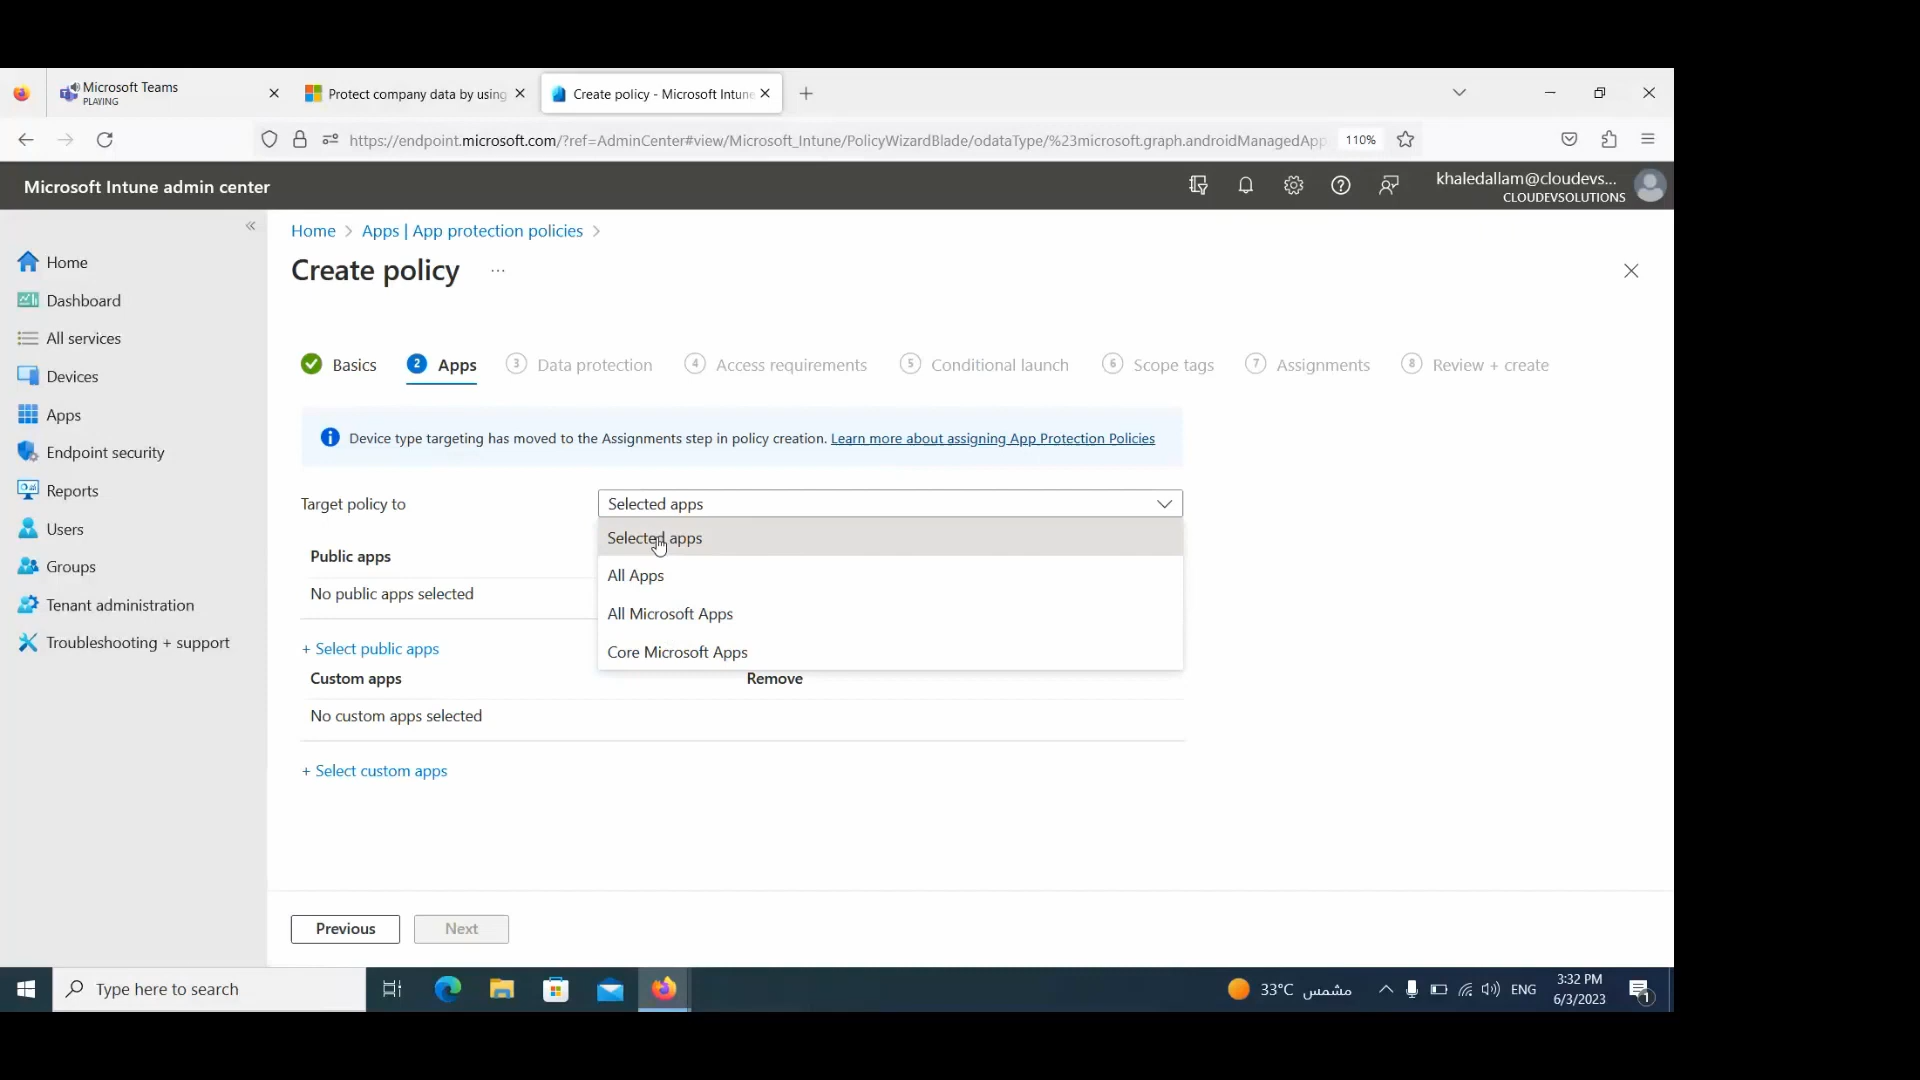 Microsoft Teams
PLAYING
Protect company data by using
Create policy - Microsoft Intune
https://endpoint.microsoft.com/?ref=AdminCenter#view/Microsoft_Intune/PolicyWizardBlade/odataType/%23microsoft.graph.androidManagedApp
110%
Microsoft Intune admin center
khaledallam@cloudevs...
CLOUDEVSOLUTIONS
Home
Dashboard
All services
Devices
Apps
Endpoint security
Reports
Users
Groups
Tenant administration
Troubleshooting + support
Home > Apps | App protection policies >
Create policy ...
Basics
2 Apps
3 Data protection
4 Access requirements
5 Conditional launch
6 Scope tags
7 Assignments
8 Review + create
Device type targeting has moved to the Assignments step in policy creation. Learn more about assigning App Protection Policies
Target policy to
Selected apps
Selected apps
All Apps
All Microsoft Apps
Core Microsoft Apps
Public apps
No public apps selected
+ Select public apps
Custom apps Remove
No custom apps selected
+ Select custom apps
Previous
Next
Type here to search
33°C مشمس
ENG
3:32 PM
6/3/2023
1